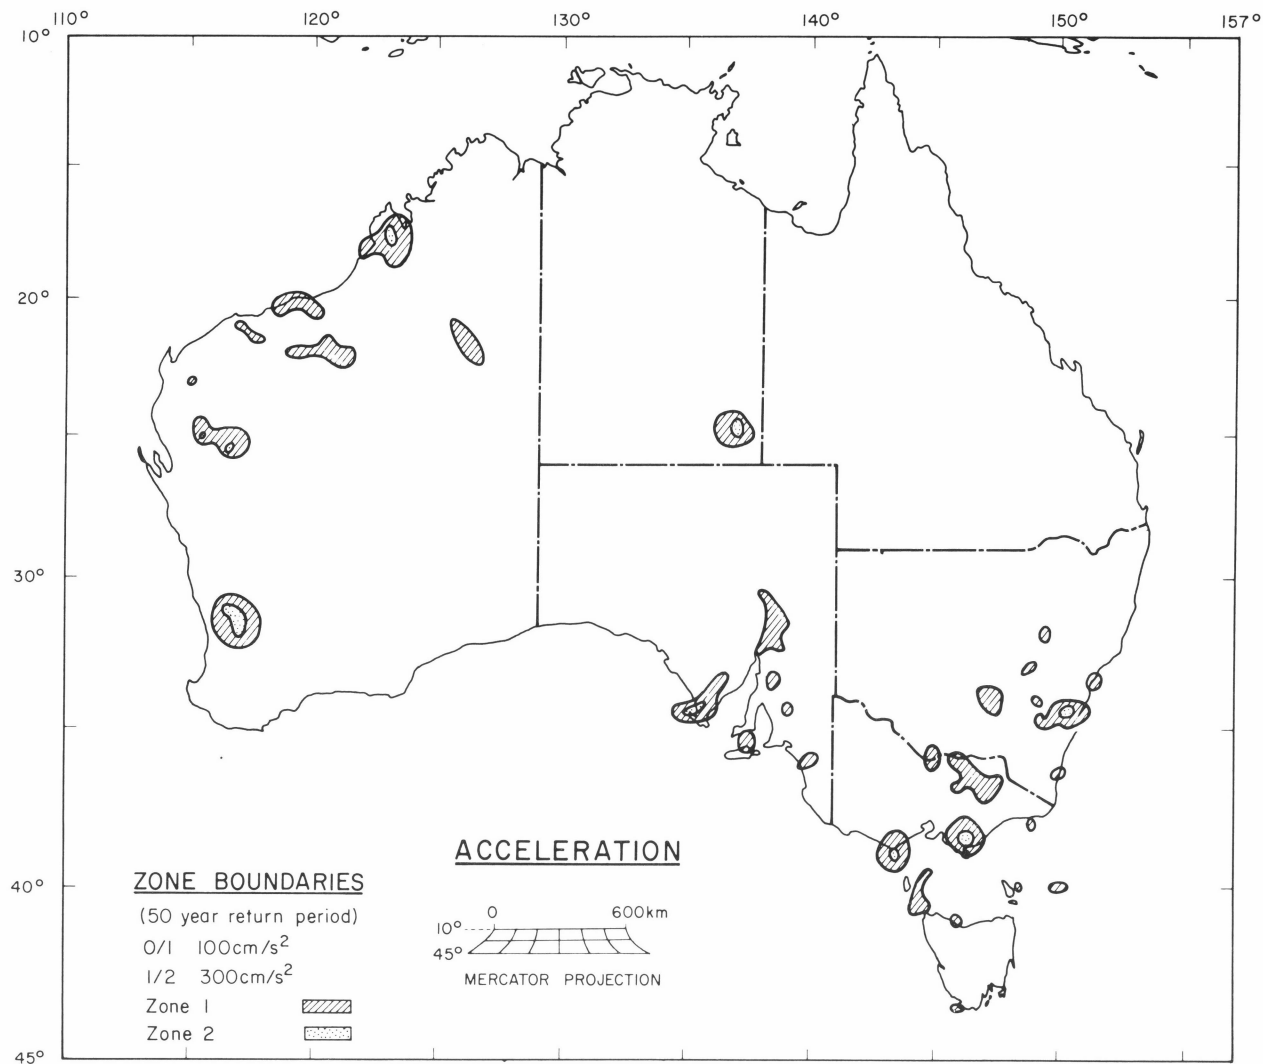 110° 120° 130° 140° 150° 157°
10°
20°
30°
40°
45°
ACCELERATION
0 600km
10°
45°
MERCATOR PROJECTION
ZONE BOUNDARIES
(50 year return period)
0/1 100cm/s²
1/2 300cm/s²
Zone 1
Zone 2